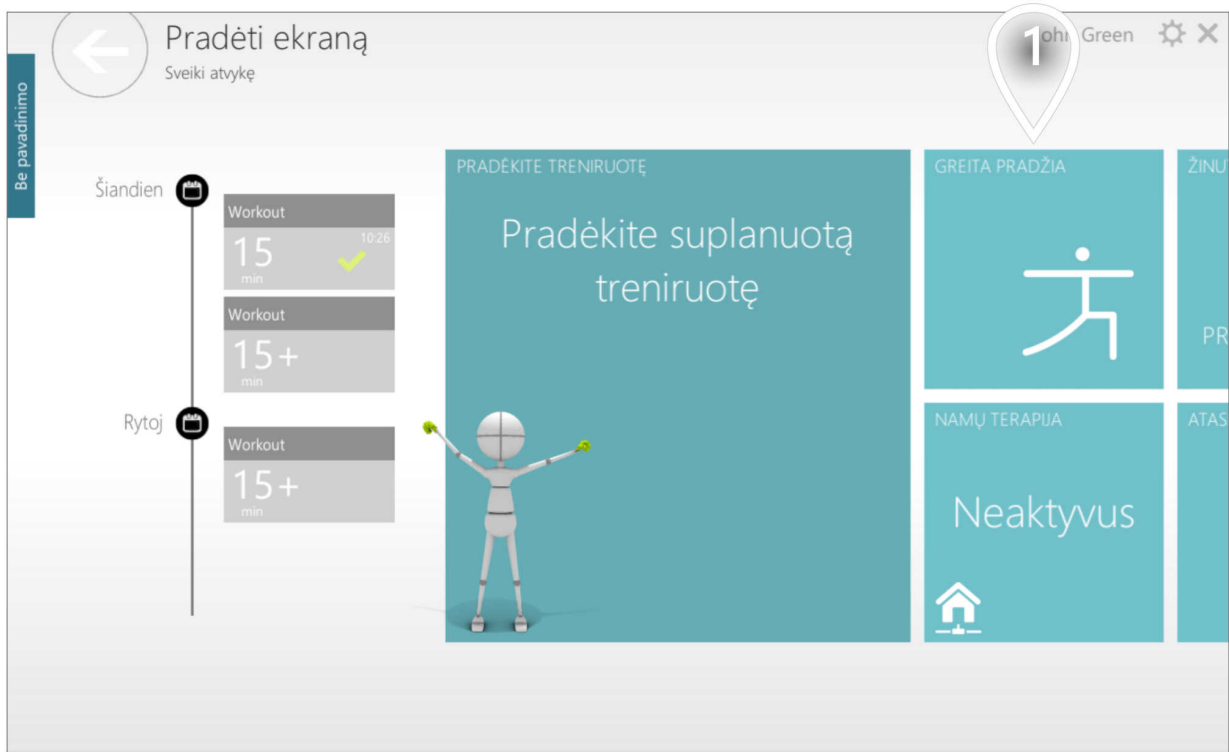 Pradėti ekraną
Sveiki atvykę
1
Green
Be pavadinimo
Šiandien
Workout
15
10:26
min
Workout
15+
min
Rytoj
Workout
15+
min
PRADĖKITE TRENIRUOTĘ
Pradėkite suplanuotą
treniruotę
GREITA PRADŽIA
NAMŲ TERAPIJA
Neaktyvus